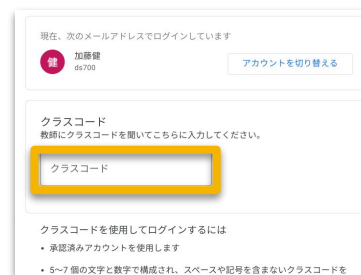 現在、次のメールアドレスでログインしています
健
加藤健
ds700
アカウントを切り替える
クラスコード
教師にクラスコードを聞いてこちらに入力してください。
クラスコード
クラスコードを使用してログインするには
• 承認済みアカウントを使用します
• 5～7 個の文字と数字で構成され、スペースや記号を含まないクラスコードを